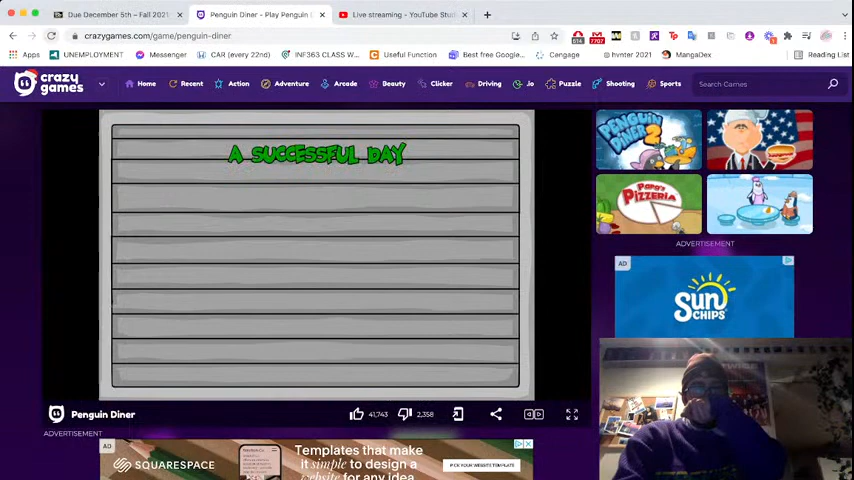 Due December 5th – Fall 2021
Penguin Diner - Play Penguin
Live streaming - YouTube Stud
crazygames.com/game/penguin-diner
614
7707
Apps
UNEMPLOYMENT
Messenger
CAR (every 22nd)
INF363 CLASS W...
Useful Function
Best free Google...
Cengage
@ hvnter 2021
MangaDex
Reading List
crazy games
Home
Recent
Action
Adventure
Arcade
Beauty
Clicker
Driving
.io
Puzzle
Shooting
Sports
Search Games
A SUCCESSFUL DAY
PENGUIN DINER 2
Papa's PIZZERIA
ADVERTISEMENT
AD
SUN CHIPS
Penguin Diner
41,743
2,358
ADVERTISEMENT
AD
SQUARESPACE
Templates that make
it simple to design a
website for any idea.
PICK YOUR WEBSITE TEMPLATE